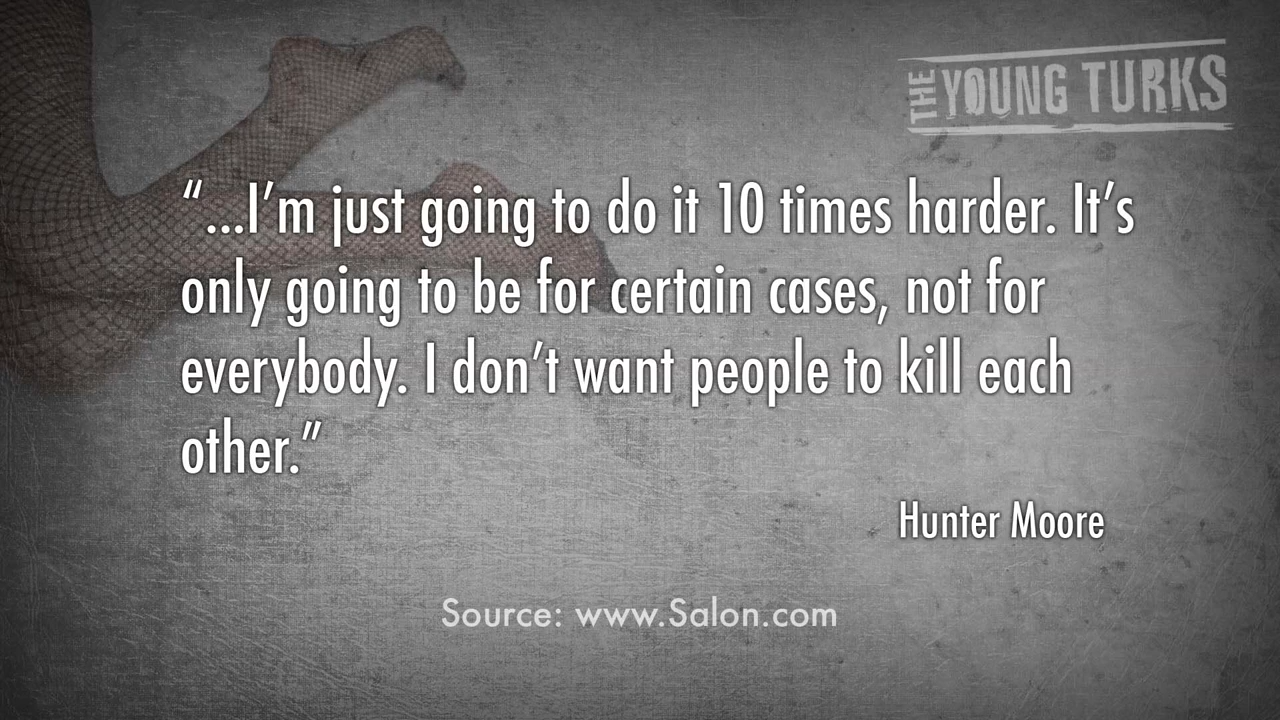 THE YOUNG TURKS
“...I’m just going to do it 10 times harder. It’s
only going to be for certain cases, not for
everybody. I don’t want people to kill each
other.”
Hunter Moore
Source: www.Salon.com